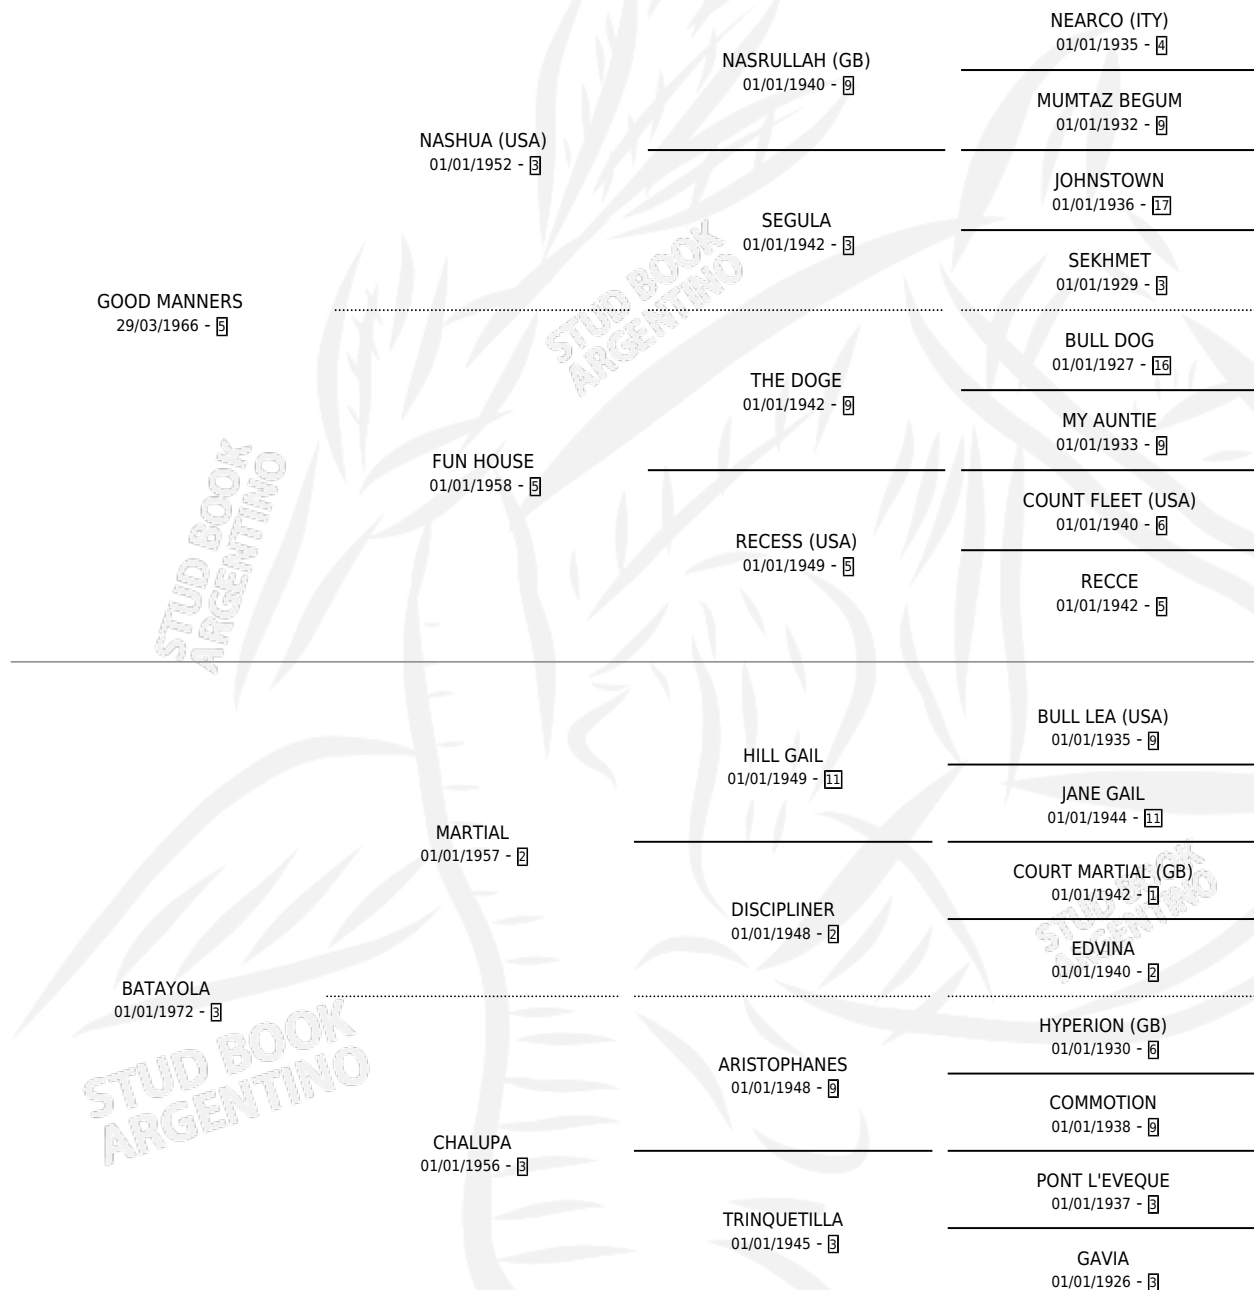 NEARCO (ITY)
01/01/1935 - 4
NASRULLAH (GB)
01/01/1940 - 9
MUMTAZ BEGUM
01/01/1932 - 9
NASHUA (USA)
01/01/1952 - 3
JOHNSTOWN
01/01/1936 - 17
SEGULA
01/01/1942 - 3
SEKHMET
01/01/1929 - 3
GOOD MANNERS
29/03/1966 - 5
BULL DOG
01/01/1927 - 16
THE DOGE
01/01/1942 - 9
MY AUNTIE
01/01/1933 - 9
FUN HOUSE
01/01/1958 - 5
COUNT FLEET (USA)
01/01/1940 - 6
RECESS (USA)
01/01/1949 - 5
RECCE
01/01/1942 - 5
BULL LEA (USA)
01/01/1935 - 9
HILL GAIL
01/01/1949 - 11
JANE GAIL
01/01/1944 - 11
MARTIAL
01/01/1957 - 2
COURT MARTIAL (GB)
01/01/1942 - 1
DISCIPLINER
01/01/1948 - 2
EDVINA
01/01/1940 - 2
BATAYOLA
01/01/1972 - 3
HYPERION (GB)
01/01/1930 - 6
ARISTOPHANES
01/01/1948 - 9
COMMOTION
01/01/1938 - 9
CHALUPA
01/01/1956 - 3
PONT L'EVEQUE
01/01/1937 - 3
TRINQUETILLA
01/01/1945 - 3
GAVIA
01/01/1926 - 3
STUD BOOK
ARGENTINO
STUD BOOK
ARGENTINO
STUD BOOK
ARGENTINO
STUD BOOK
ARGENTINO